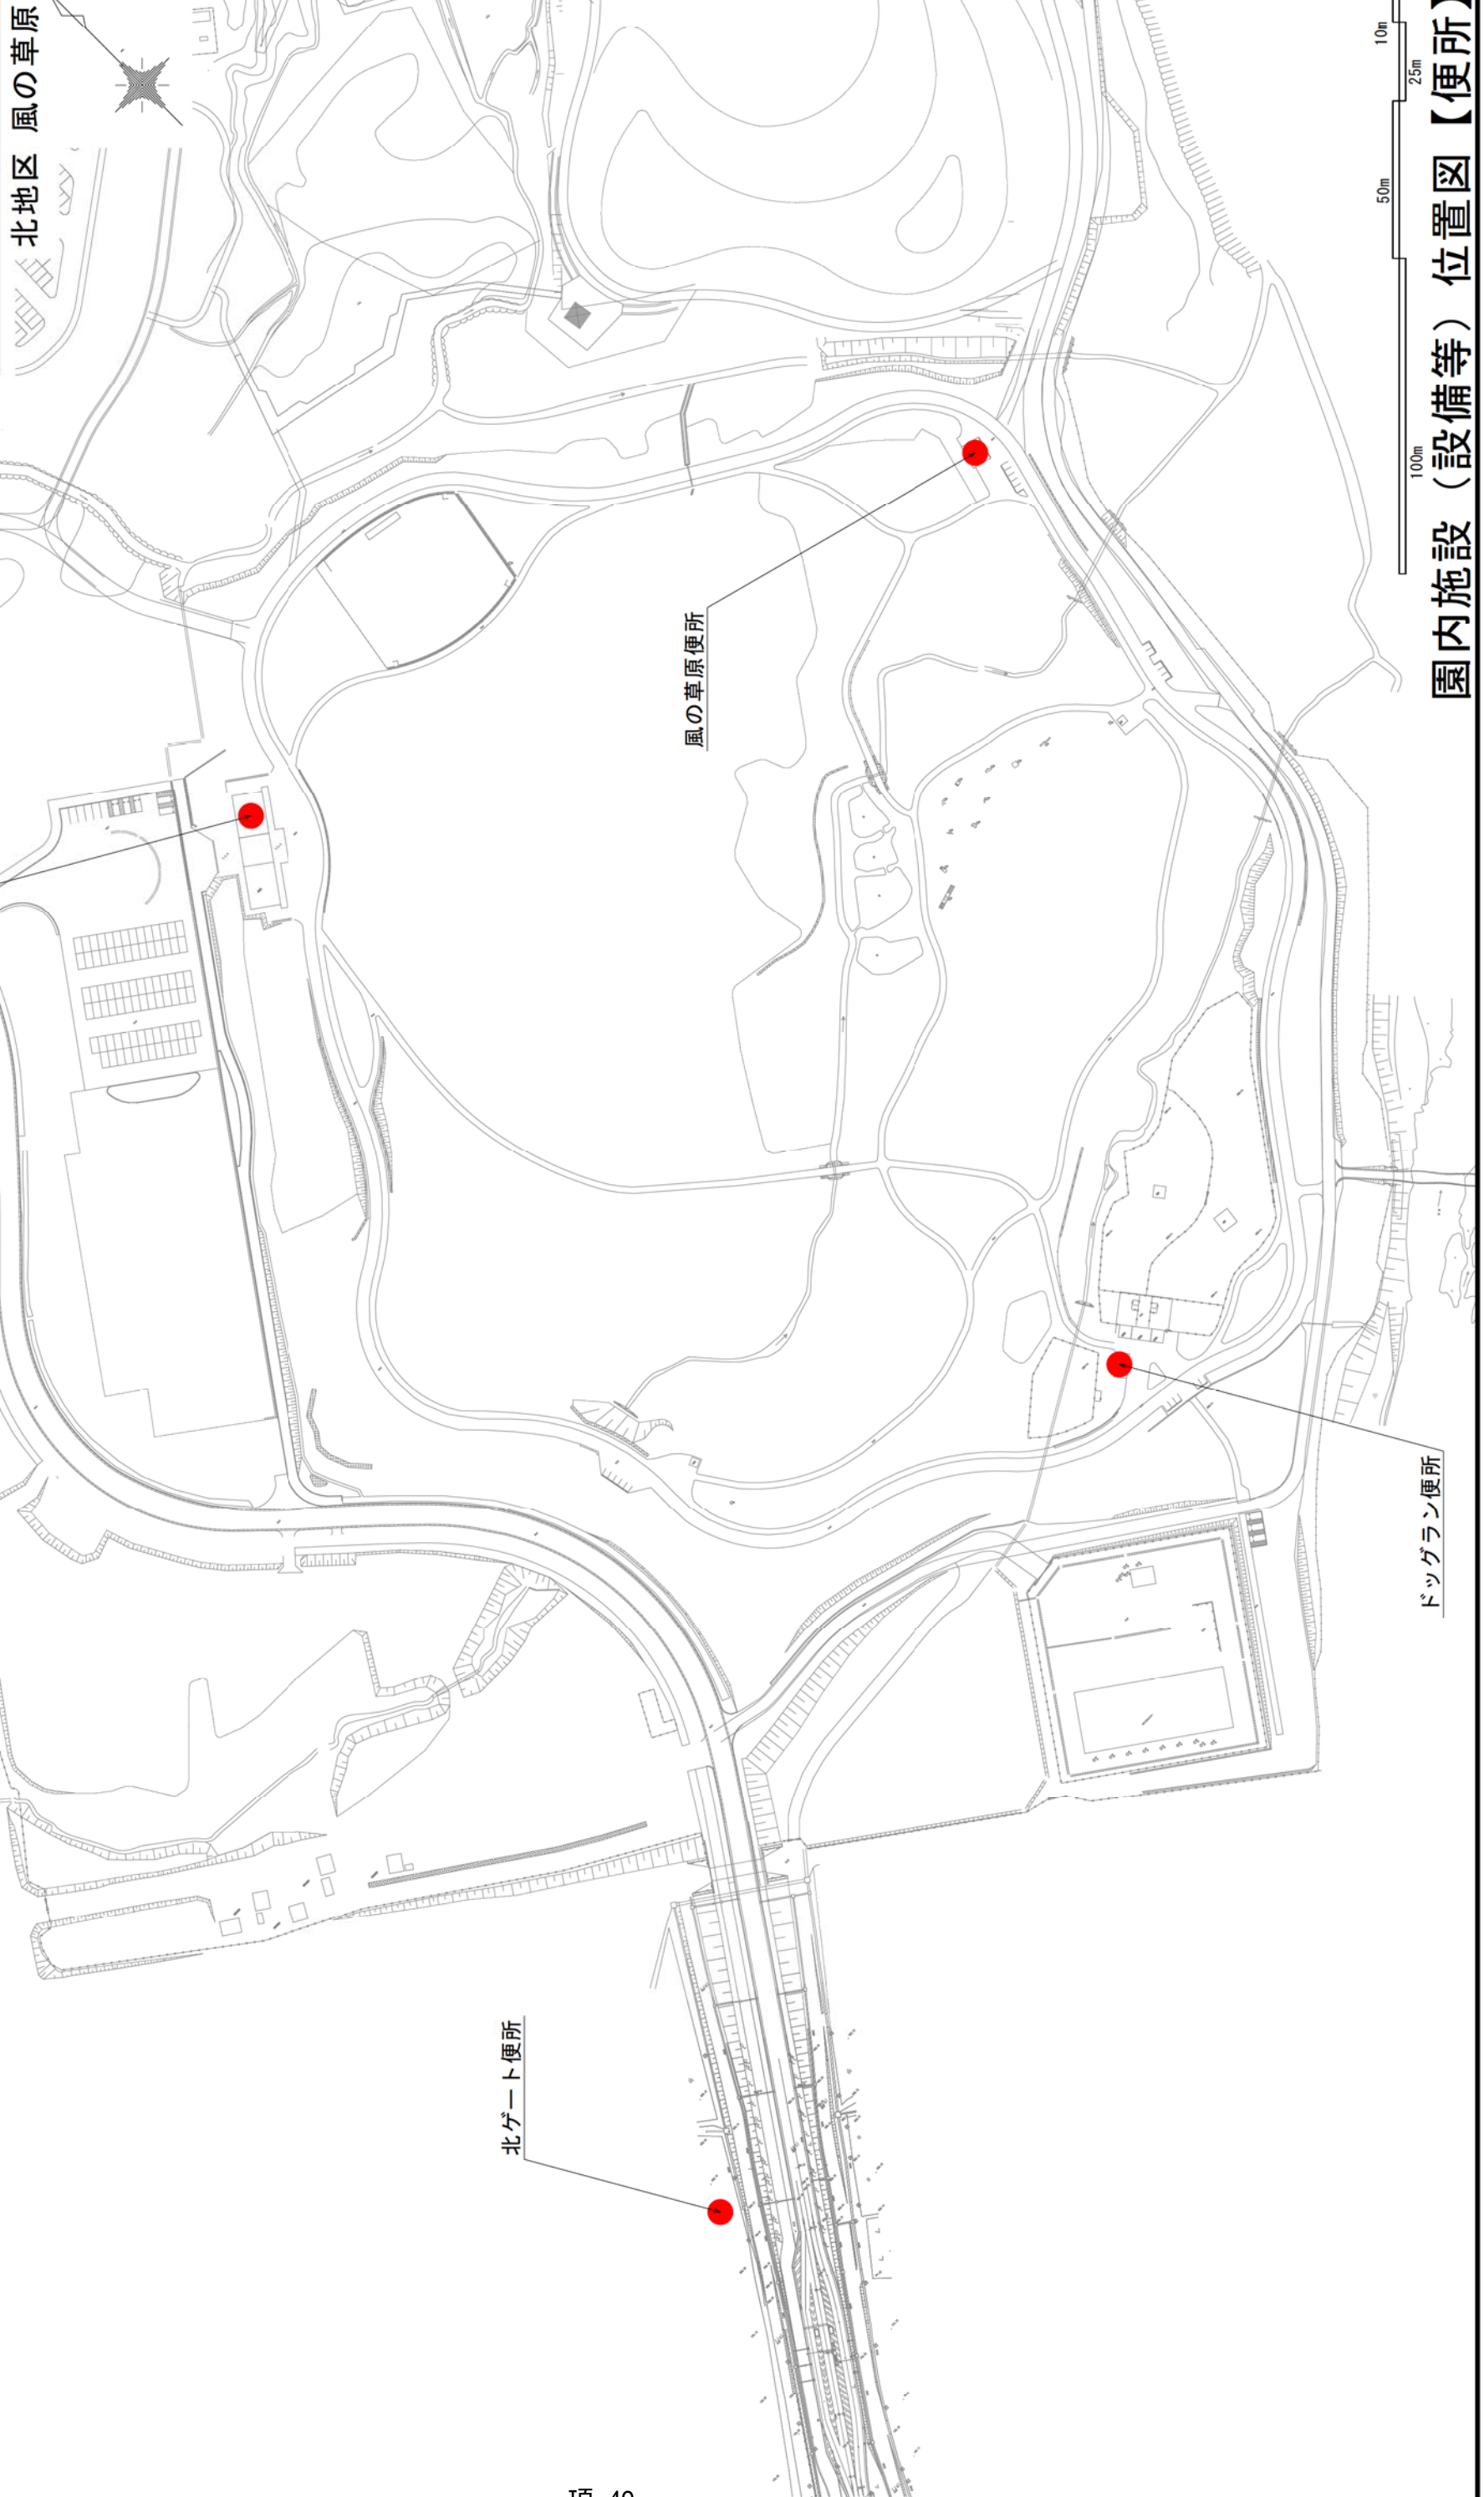 北地区 風の草原
風の草原便所
ドッグラン便所
北ゲート便所
10m
25m
50m
100m
園内施設（設備等）位置図【便所】
項-40